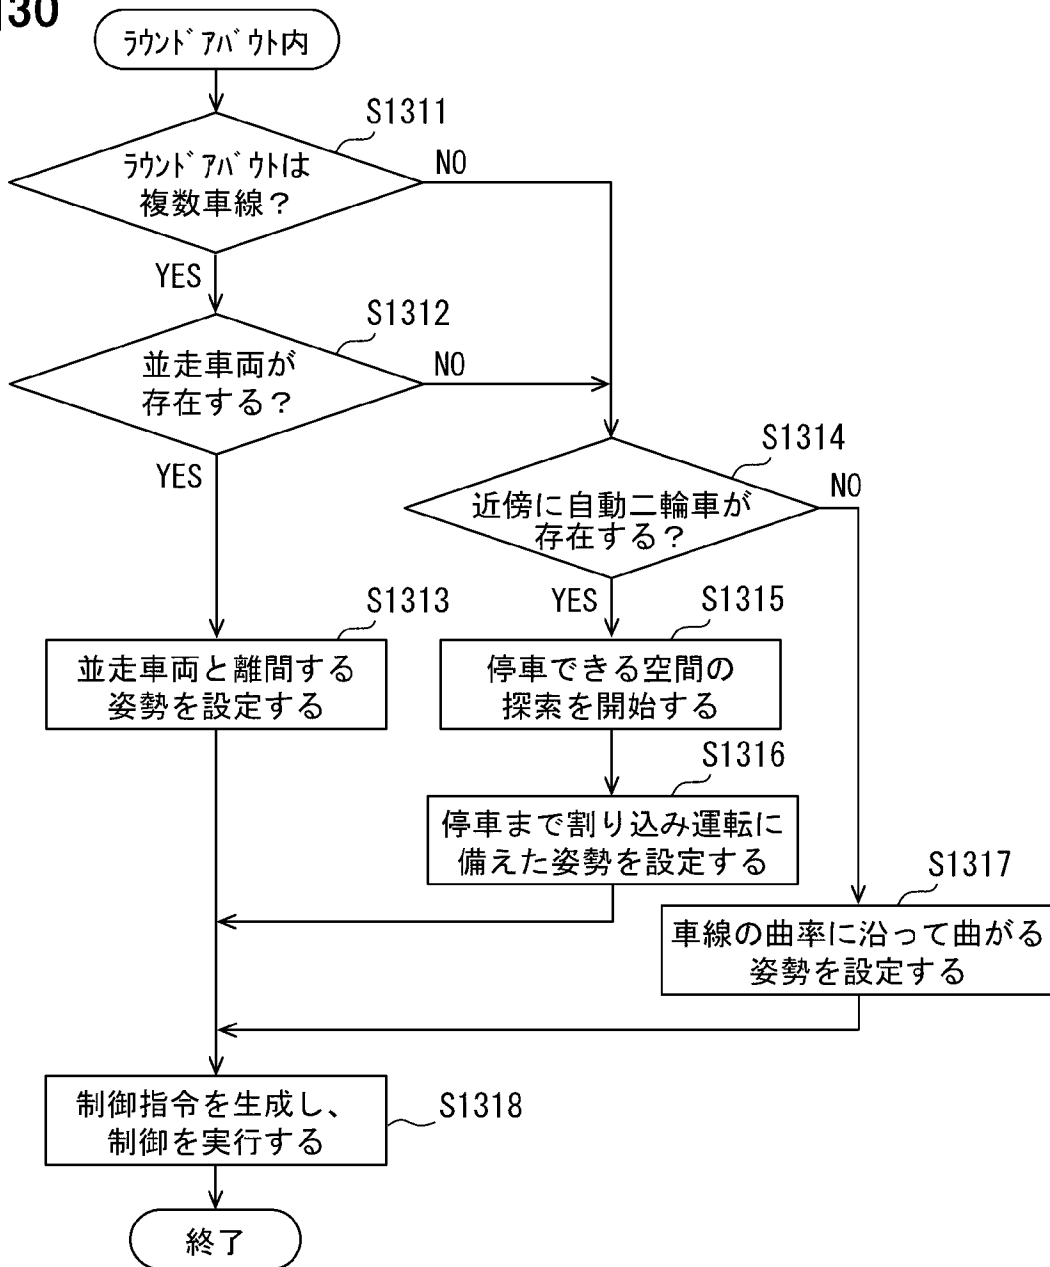 30
ラウンドアバウト内
S1311
ラウンドアバウトは
複数車線？
NO
YES
S1312
並走車両が
存在する？
NO
YES
S1314
近傍に自動二輪車が
存在する？
NO
YES
S1313
並走車両と離間する
姿勢を設定する
S1315
停車できる空間の
探索を開始する
S1316
停車まで割り込み運転に
備えた姿勢を設定する
S1317
車線の曲率に沿って曲がる
姿勢を設定する
制御指令を生成し、
制御を実行する
S1318
終了